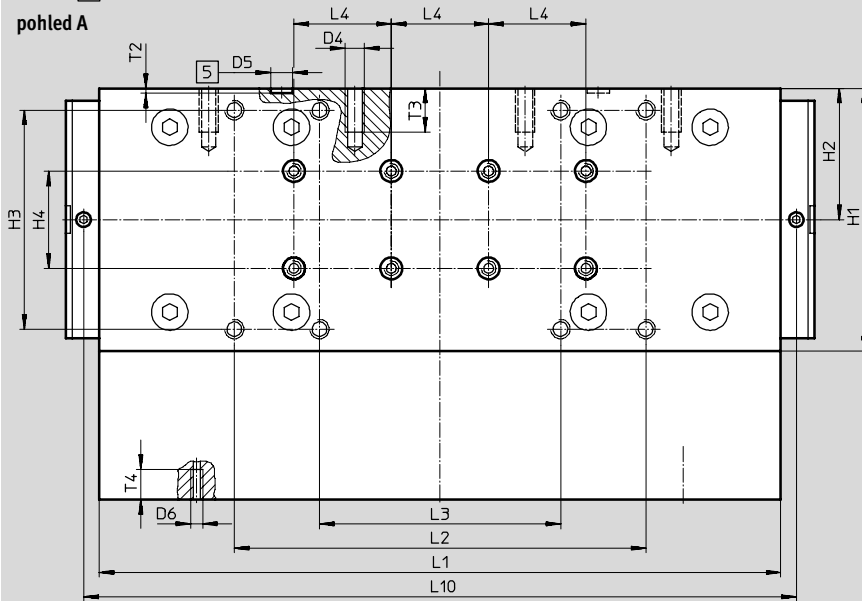 pohled A
L4 L4 L4
T2 5 D5 D4
T3
H2
H1
H3
H4
T4
D6
L3
L2
L1
L10